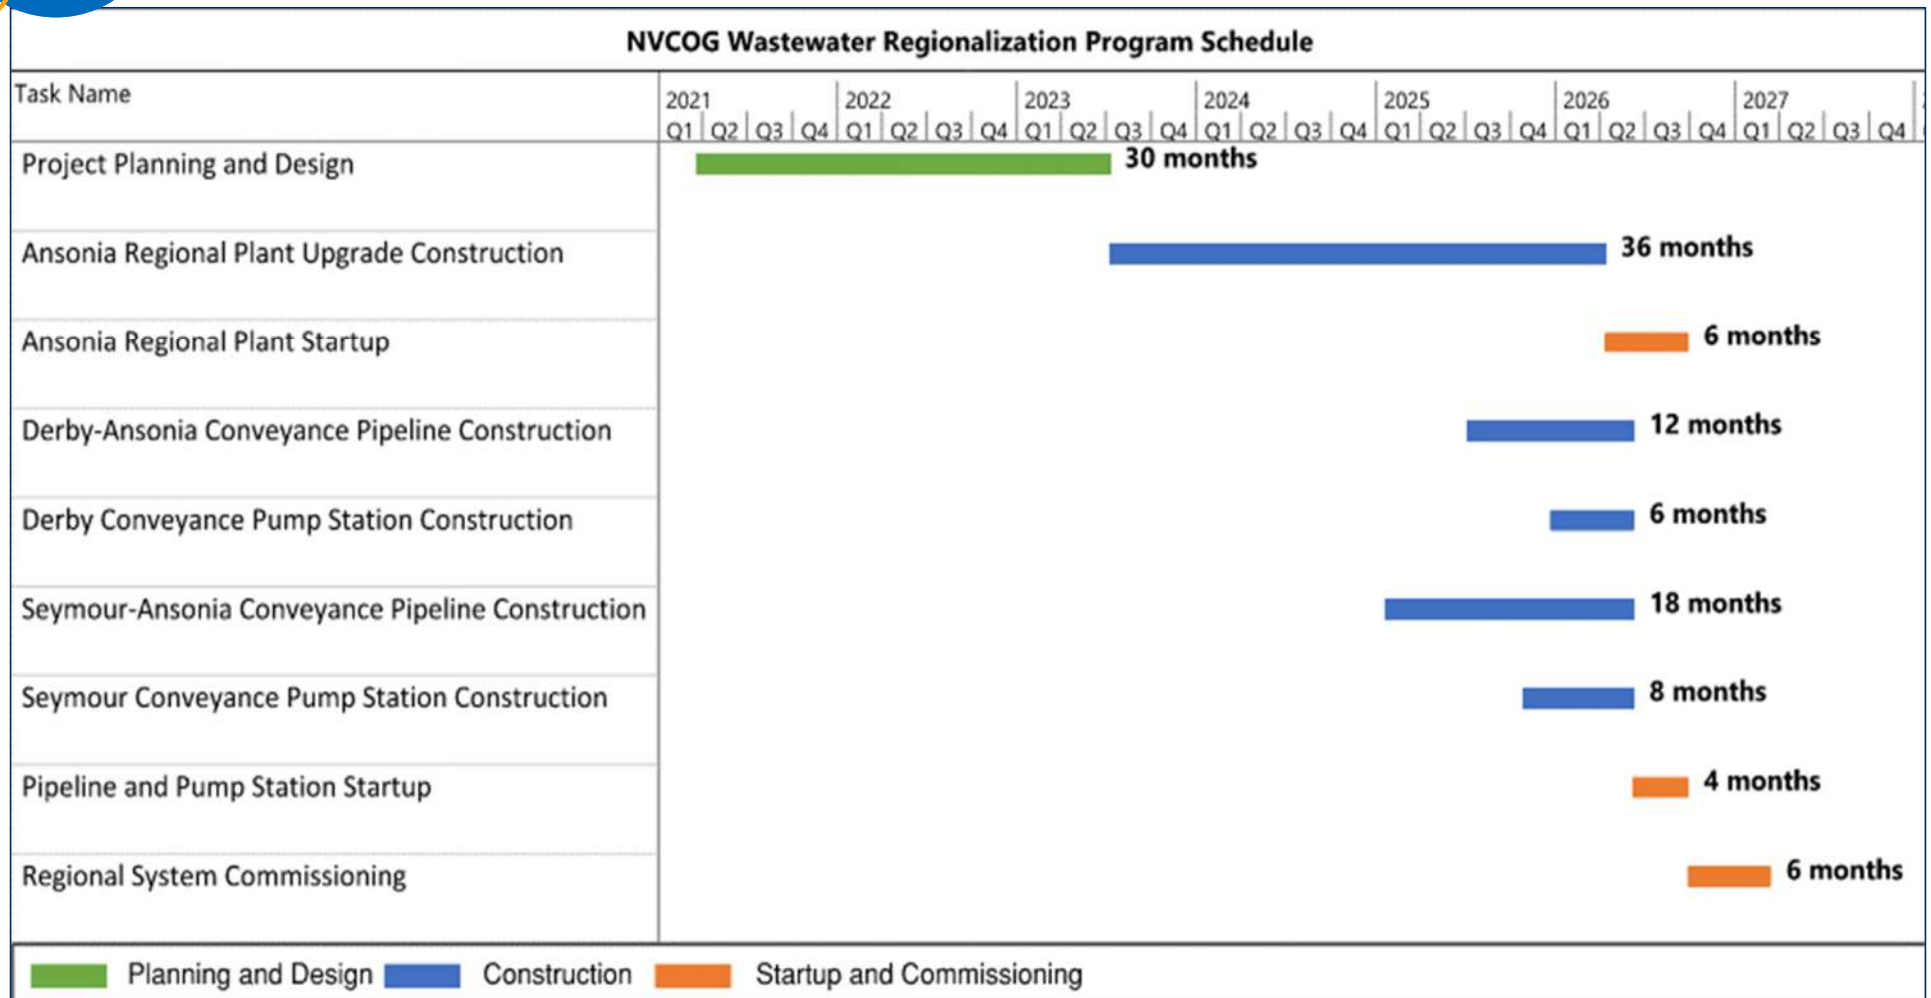 NVCOG Wastewater Regionalization Program Schedule
Task Name
2021 2022 2023 2024 2025 2026 2027
Q1 Q2 Q3 Q4 Q1 Q2 Q3 Q4 Q1 Q2 Q3 Q4 Q1 Q2 Q3 Q4 Q1 Q2 Q3 Q4 Q1 Q2 Q3 Q4 Q1 Q2 Q3 Q4
Project Planning and Design 30 months
Ansonia Regional Plant Upgrade Construction 36 months
Ansonia Regional Plant Startup 6 months
Derby-Ansonia Conveyance Pipeline Construction 12 months
Derby Conveyance Pump Station Construction 6 months
Seymour-Ansonia Conveyance Pipeline Construction 18 months
Seymour Conveyance Pump Station Construction 8 months
Pipeline and Pump Station Startup 4 months
Regional System Commissioning 6 months
Planning and Design Construction Startup and Commissioning